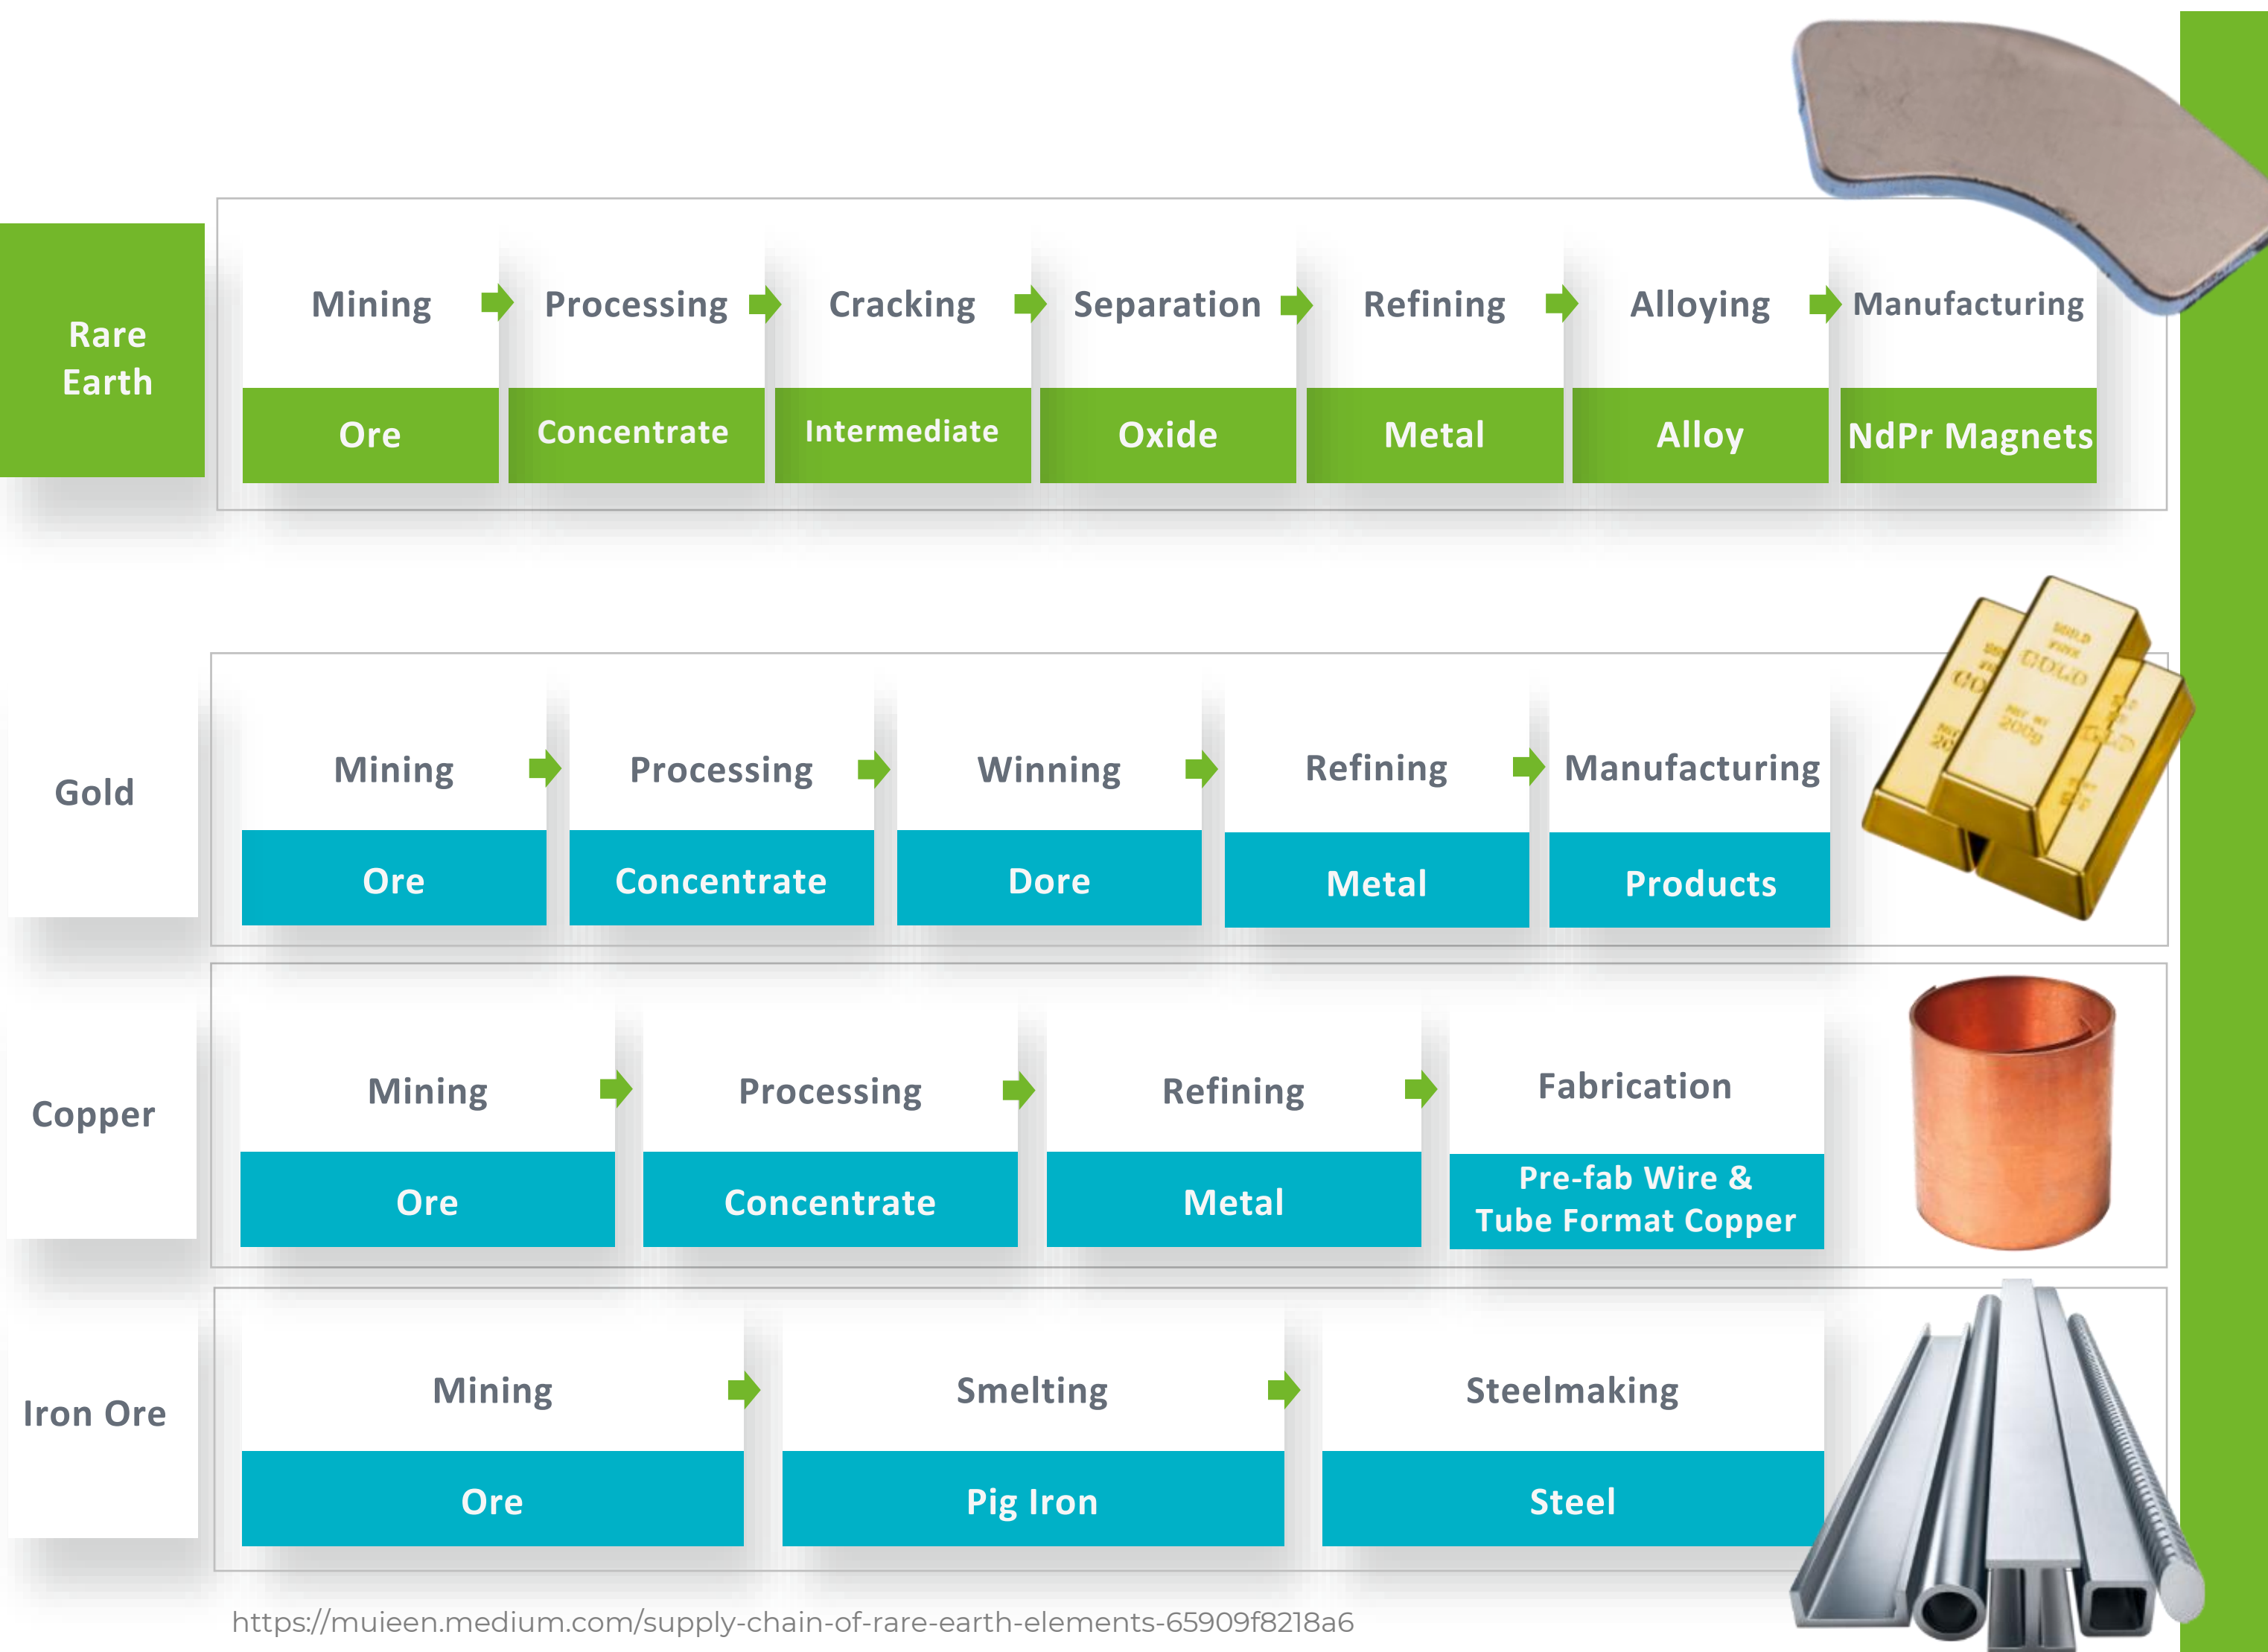 Rare
Earth
Mining
Processing
Cracking
Separation
Refining
Alloying
Manufacturing
Ore
Concentrate
Intermediate
Oxide
Metal
Alloy
NdPr Magnets
Gold
Mining
Processing
Winning
Refining
Manufacturing
Ore
Concentrate
Dore
Metal
Products
GOLD
200g
Copper
Mining
Processing
Refining
Fabrication
Ore
Concentrate
Metal
Pre-fab Wire &
Tube Format Copper
Iron Ore
Mining
Smelting
Steelmaking
Ore
Pig Iron
Steel
https://muieen.medium.com/supply-chain-of-rare-earth-elements-65909f8218a6